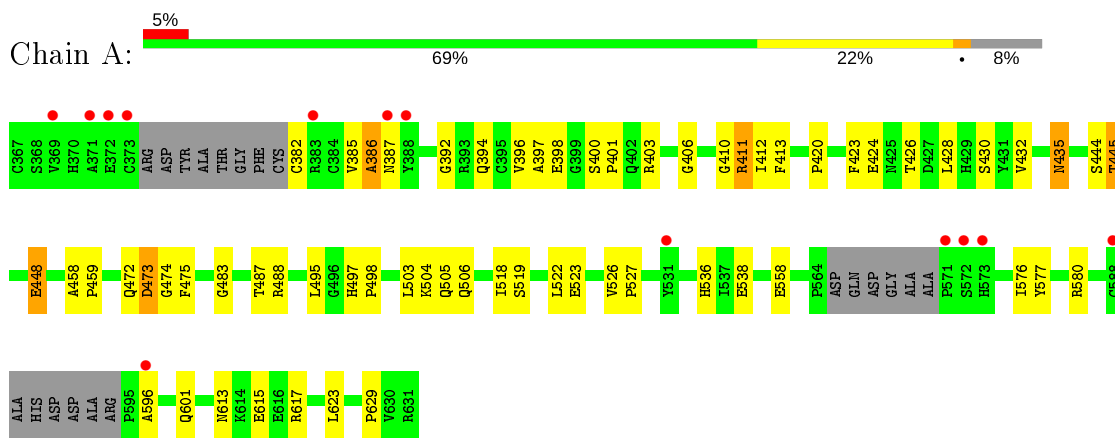 5%
Chain A:
69% 22% • 8%
C367 S368 V369 H370 A371 E372 C373 ARG ASP TYR ALA THR GLY PHE CYS C382 R383 C384 V385 A386 N387 Y388 G392 R393 Q394 C395 V396 A397 E398 G399 S400 P401 Q402 R403 G406 G410 R411 I412 F413 P420 F423 E424 N425 T426 D427 L428 H429 S430 Y431 V432 N435 S444 T445
E448 A458 P459 Q472 D473 G474 F475 G483 T487 R488 L495 G496 H497 P498 L503 K504 Q505 Q506 I518 S519 L522 E523 V526 P527 Y531 H536 I537 E538 E558 P564 ASP GLN ASP GLY ALA ALA P571 S572 H573 I576 Y577 R580 G588
ALA HIS ASP ASP ALA ARG P595 A596 Q601 N613 K614 E615 E616 R617 L623 P629 V630 R631